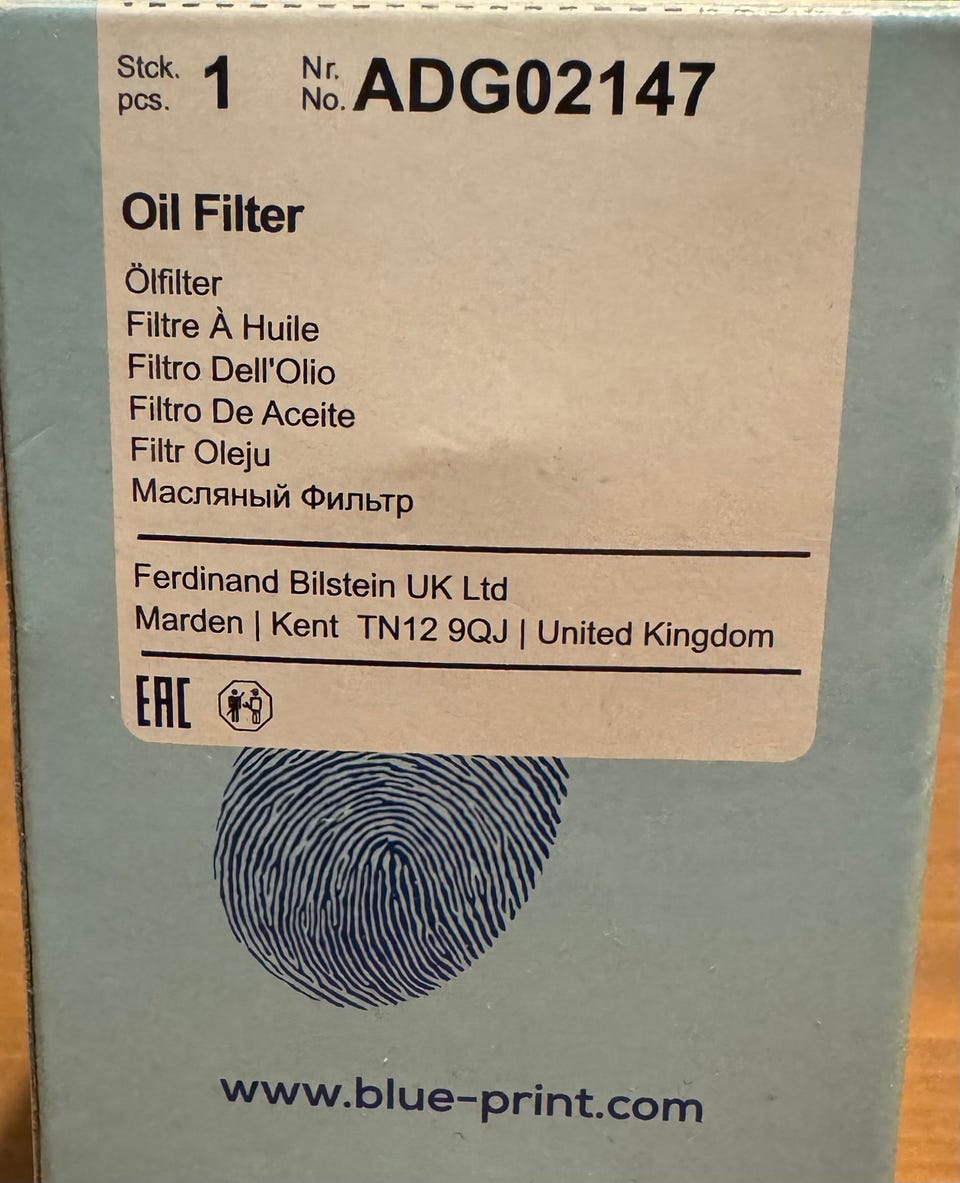 Stck. 1 Nr. ADG02147
pcs. No.
Oil Filter
Ölfilter
Filtre À Huile
Filtro Dell'Olio
Filtro De Aceite
Filtr Oleju
Масляный Фильтр
Ferdinand Bilstein UK Ltd
Marden | Kent TN12 9QJ | United Kingdom
EAC
www.blue-print.com